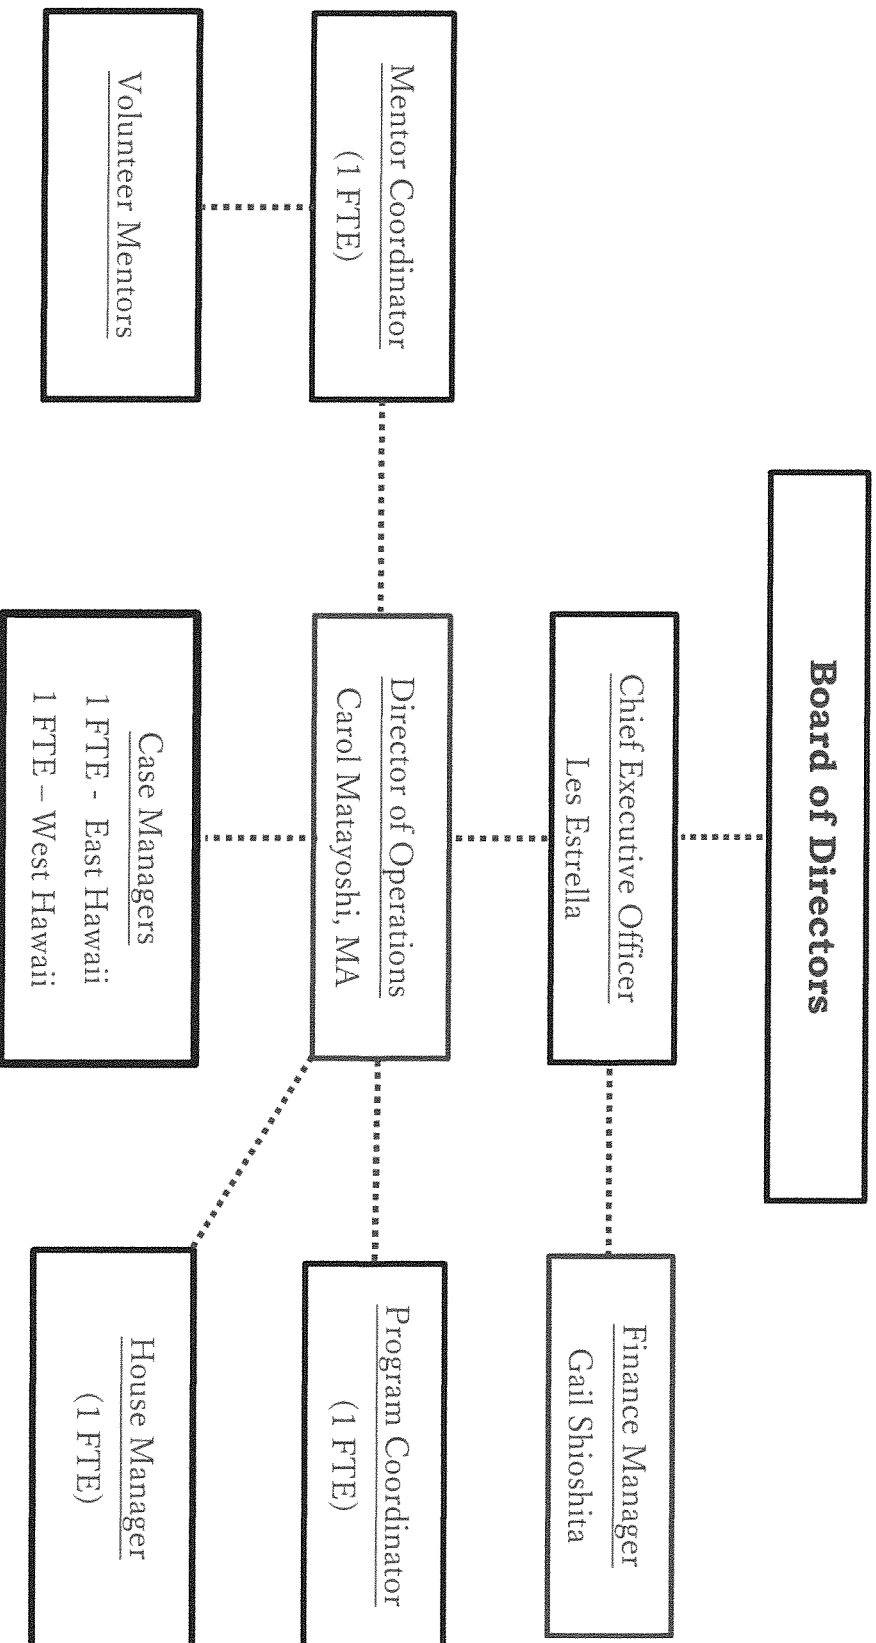 Board of Directors
Chief Executive Officer
Les Estrella
Finance Manager
Gail Shioshita
Mentor Coordinator
(1 FTE)
Director of Operations
Carol Matayoshi, MA
Program Coordinator
(1 FTE)
Volunteer Mentors
Case Managers
1 FTE - East Hawaii
1 FTE – West Hawaii
House Manager
(1 FTE)